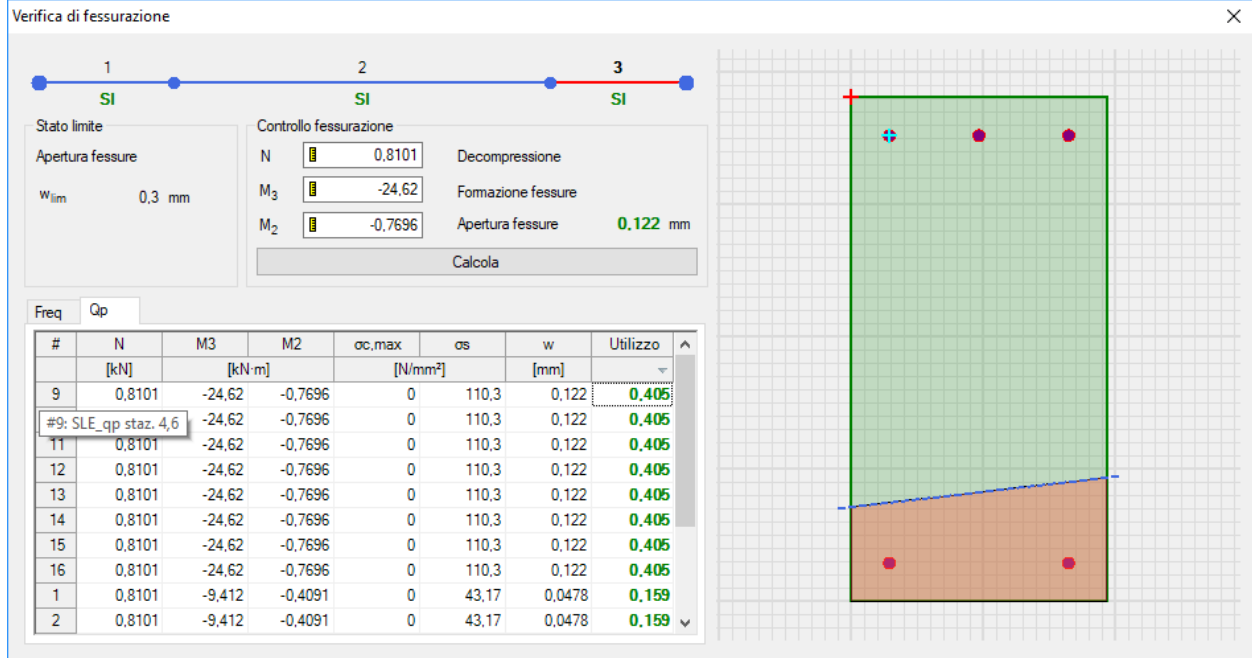 Verifica di fessurazione
1 2 3
SI SI SI
Stato limite
Apertura fessure
wlim 0,3 mm
Controllo fessurazione
N 0,8101 Decompressione
M3 -24,62 Formazione fessure
M2 -0,7696 Apertura fessure 0,122 mm
Calcola
Freq Qp
# N M3 M2 σc,max σs w Utilizzo
[kN] [kN·m] [N/mm²] [mm]
9 0,8101 -24,62 -0,7696 0 110,3 0,122 0,405
#9: SLE_qp staz. 4,6 -24,62 -0,7696 0 110,3 0,122 0,405
11 0,8101 -24,62 -0,7696 0 110,3 0,122 0,405
12 0,8101 -24,62 -0,7696 0 110,3 0,122 0,405
13 0,8101 -24,62 -0,7696 0 110,3 0,122 0,405
14 0,8101 -24,62 -0,7696 0 110,3 0,122 0,405
15 0,8101 -24,62 -0,7696 0 110,3 0,122 0,405
16 0,8101 -24,62 -0,7696 0 110,3 0,122 0,405
1 0,8101 -9,412 -0,4091 0 43,17 0,0478 0,159
2 0,8101 -9,412 -0,4091 0 43,17 0,0478 0,159